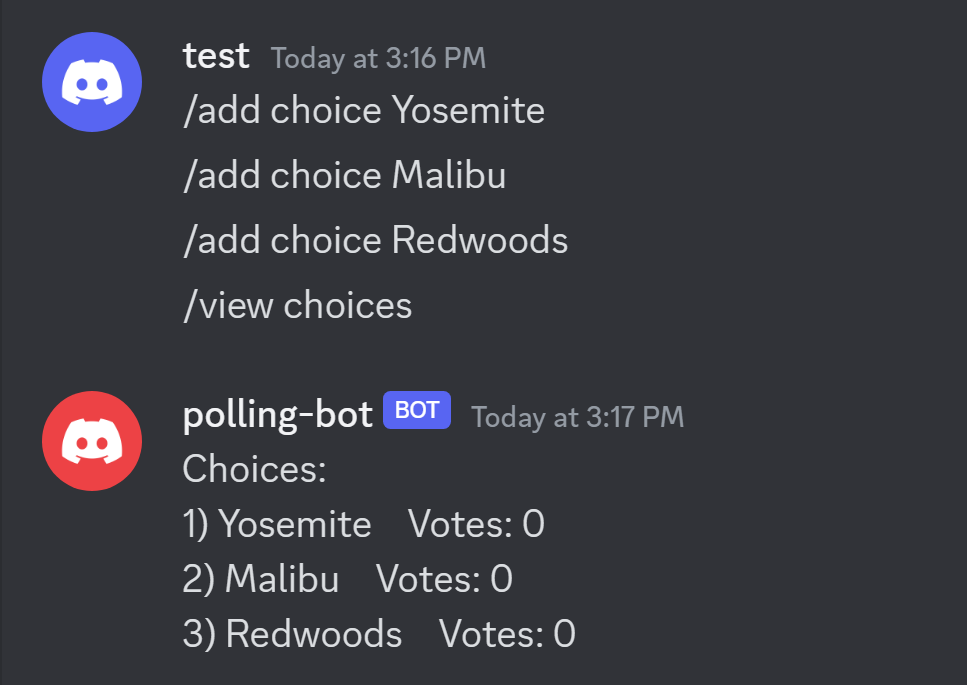 test Today at 3:16 PM
/add choice Yosemite
/add choice Malibu
/add choice Redwoods
/view choices
polling-bot BOT Today at 3:17 PM
Choices:
1) Yosemite Votes: 0
2) Malibu Votes: 0
3) Redwoods Votes: 0